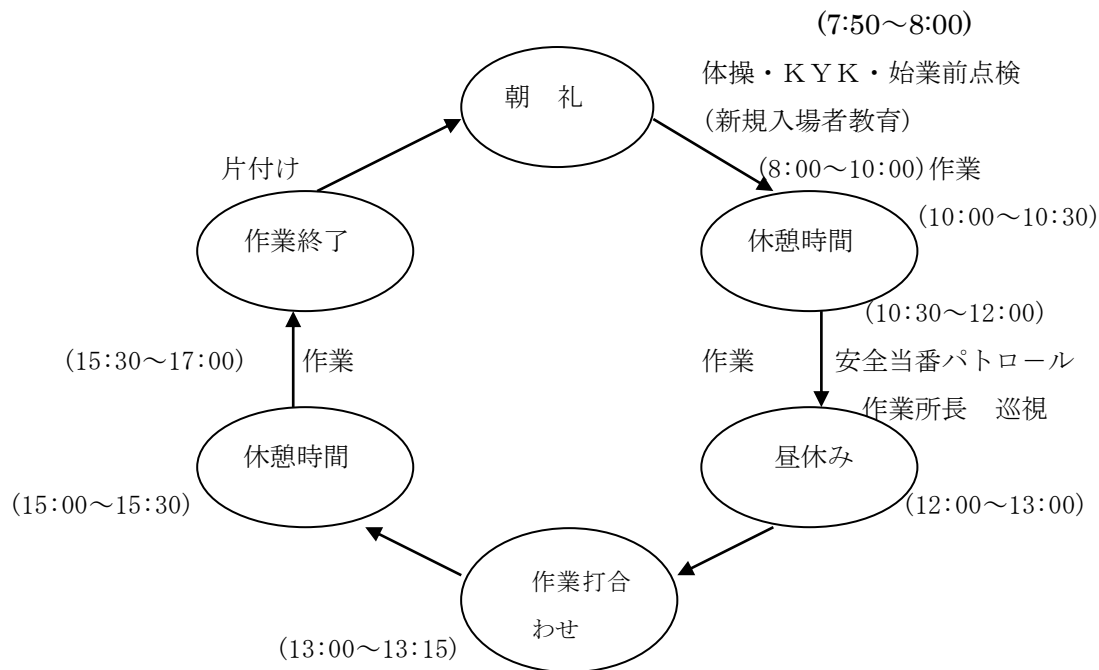 (7:50～8:00)
朝　礼
体操・ＫＹＫ・始業前点検
(新規入場者教育)
片付け
(8:00～10:00)作業
作業終了
休憩時間
(10:00～10:30)
(10:30～12:00)
(15:30～17:00)
作業
作業
安全当番パトロ－ル
作業所長　巡視
休憩時間
昼休み
(15:00～15:30)
(12:00～13:00)
作業打合
わせ
(13:00～13:15)